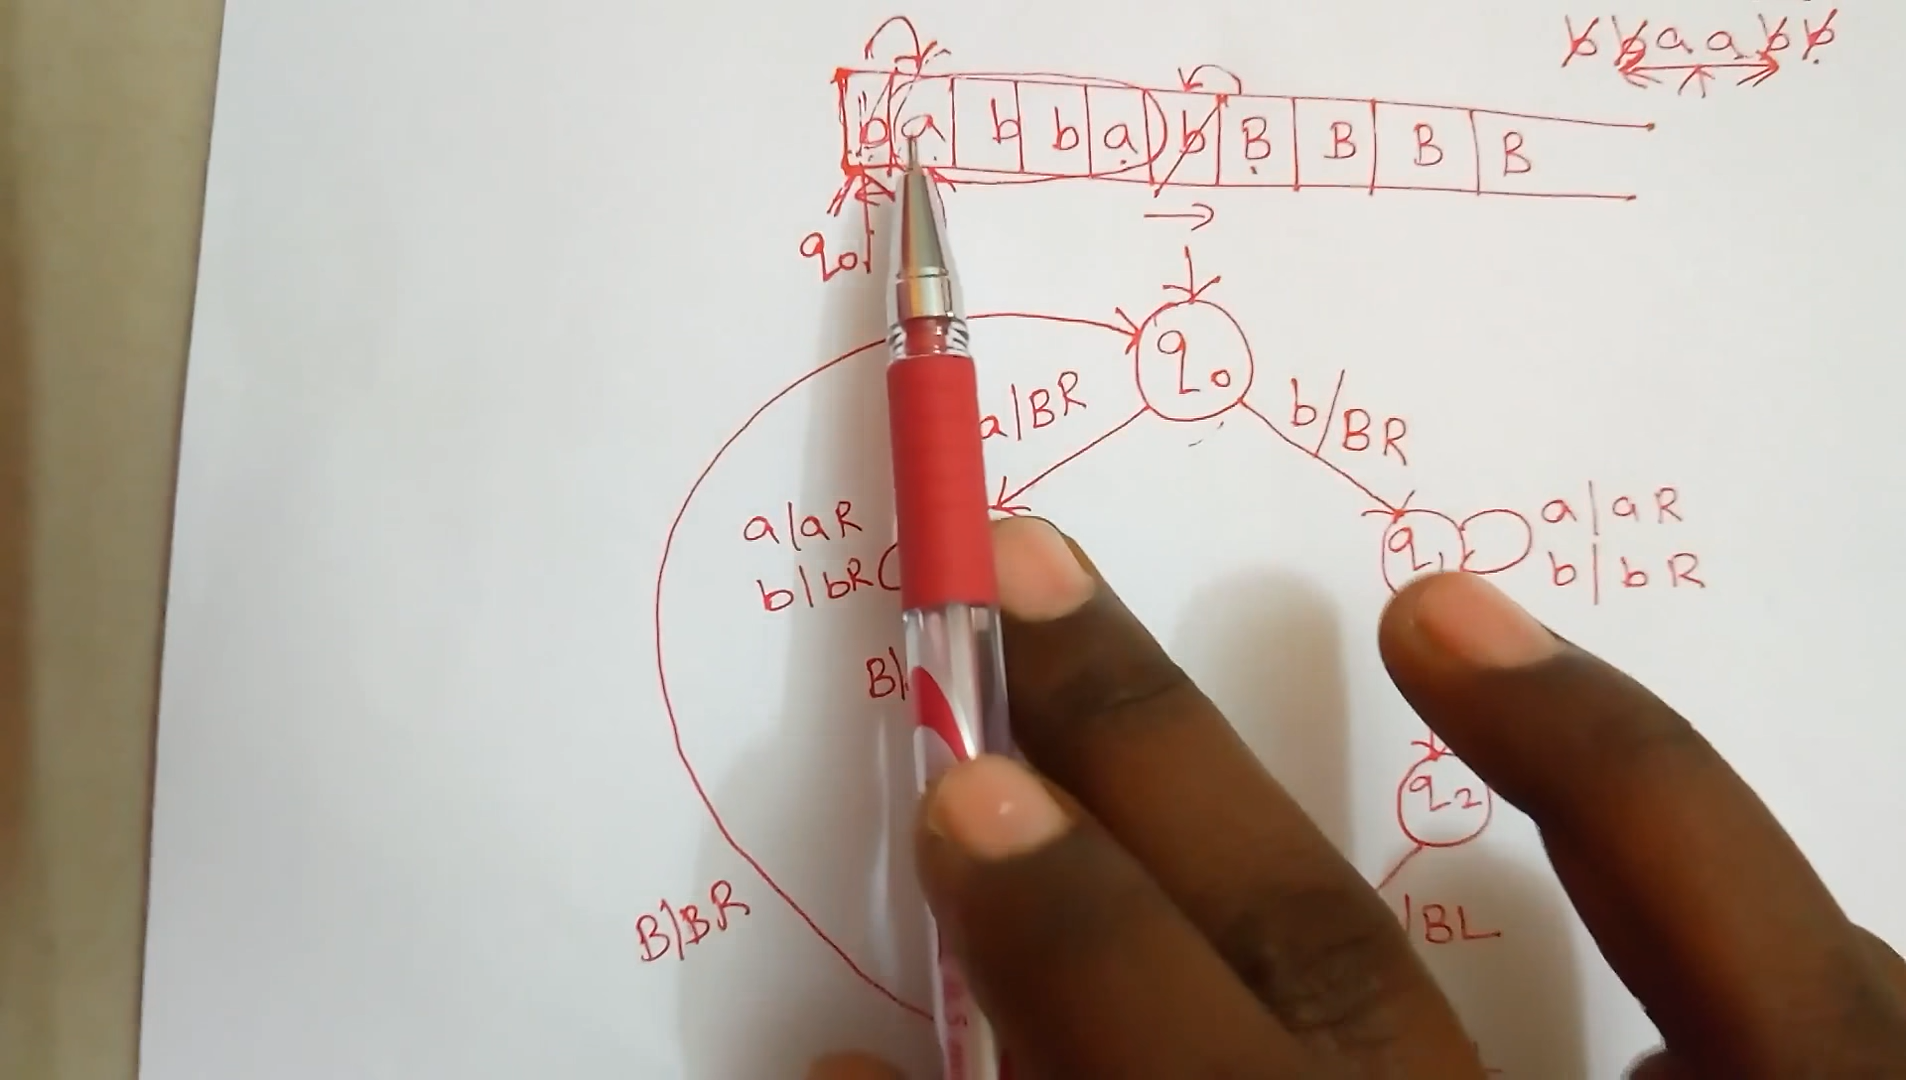 b b a a b b
b a b b a b B B B B
q0
q0
a/BR b/BR
a/aR a/aR
b/bR q1 b/bR
B/
q2
B/BR /BL